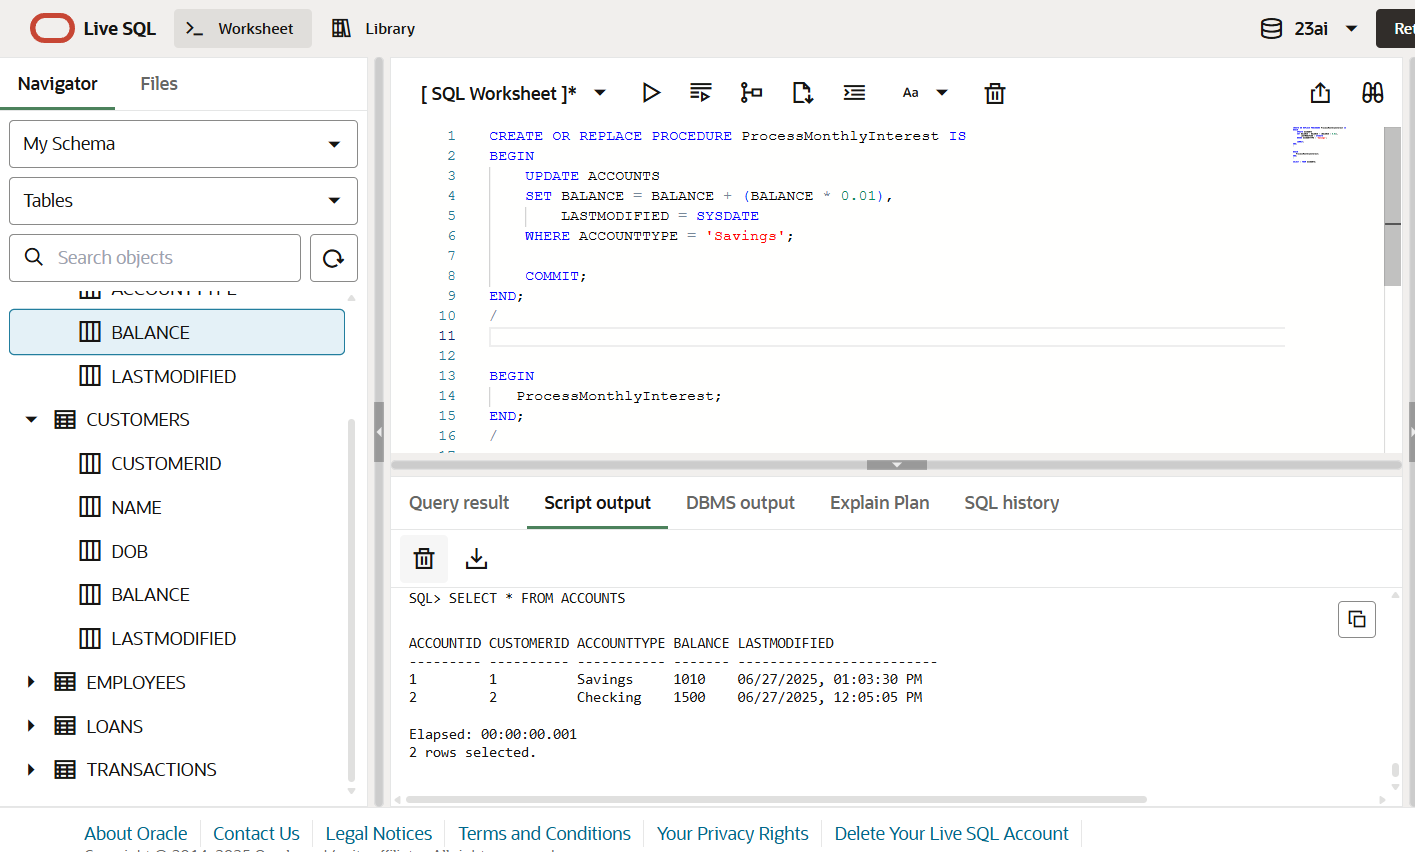 Live SQL
Worksheet
Library
23ai
Navigator
Files
[ SQL Worksheet ]*
Aa
My Schema
Tables
Search objects
ACCOUNTTYPE
BALANCE
LASTMODIFIED
CUSTOMERS
CUSTOMERID
NAME
DOB
BALANCE
LASTMODIFIED
EMPLOYEES
LOANS
TRANSACTIONS
1 CREATE OR REPLACE PROCEDURE ProcessMonthlyInterest IS
2 BEGIN
3 UPDATE ACCOUNTS
4 SET BALANCE = BALANCE + (BALANCE * 0.01),
5 LASTMODIFIED = SYSDATE
6 WHERE ACCOUNTTYPE = 'Savings';
7
8 COMMIT;
9 END;
10 /
11
12
13 BEGIN
14 ProcessMonthlyInterest;
15 END;
16 /
Query result
Script output
DBMS output
Explain Plan
SQL history
SQL> SELECT * FROM ACCOUNTS
ACCOUNTID CUSTOMERID ACCOUNTTYPE BALANCE LASTMODIFIED
--------- ---------- ----------- ------- -------------------------
1 1 Savings 1010 06/27/2025, 01:03:30 PM
2 2 Checking 1500 06/27/2025, 12:05:05 PM
Elapsed: 00:00:00.001
2 rows selected.
About Oracle
Contact Us
Legal Notices
Terms and Conditions
Your Privacy Rights
Delete Your Live SQL Account